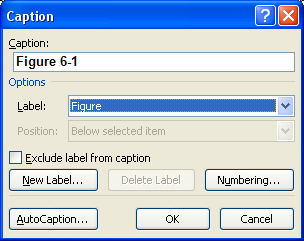 Caption
Caption:
Figure 6-1
Options
Label: Figure
Position: Below selected item
Exclude label from caption
New Label... Delete Label Numbering...
AutoCaption... OK Cancel